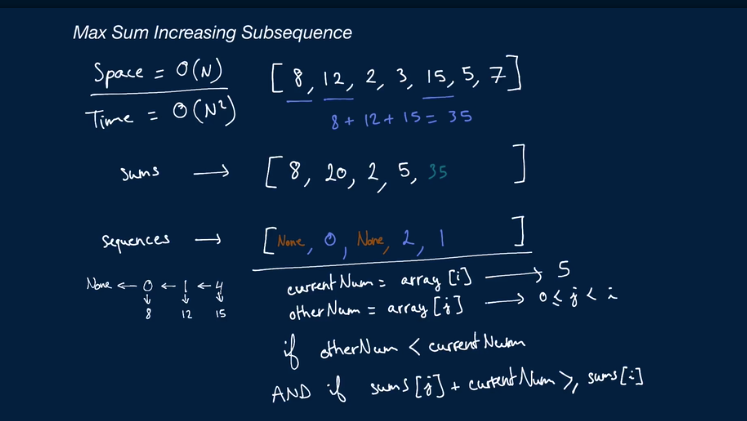 Max Sum Increasing Subsequence
Space = O(N)
Time = O(N²)
[8, 12, 2, 3, 15, 5, 7]
8 + 12 + 15 = 35
sums → [8, 20, 2, 5, 35 ]
sequences → [None, 0, None, 2, 1 ]
None ← 0 ← 1 ← 4
↓ ↓ ↓
8 12 15
currentNum = array[i] → 5
otherNum = array[j] → 0 ≤ j < i
if otherNum < currentNum
AND if sums[j] + currentNum >, sums[i]